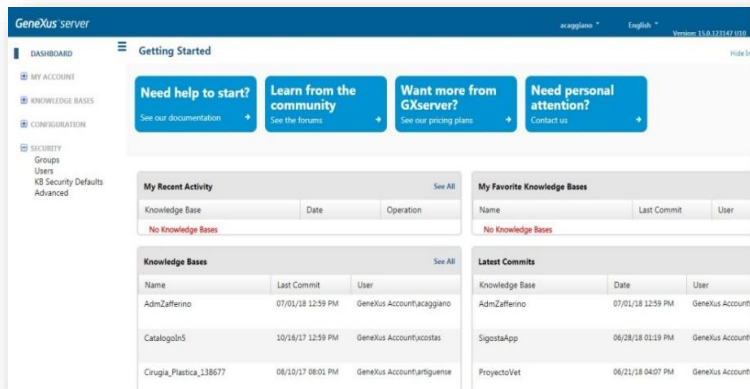 GeneXus server
acaggiano
English
Version: 15.0.123147 U10
DASHBOARD
MY ACCOUNT
KNOWLEDGE BASES
CONFIGURATION
SECURITY
Groups
Users
KB Security Defaults
Advanced
Getting Started
Need help to start?
See our documentation
Learn from the community
See the forums
Want more from GXserver?
See our pricing plans
Need personal attention?
Contact us
My Recent Activity See All
Knowledge Base Date Operation
No Knowledge Bases
My Favorite Knowledge Bases
Name Last Commit User
No Knowledge Bases
Knowledge Bases See All
Name Last Commit User
AdmZafferino 07/01/18 12:59 PM GeneXus Account\acaggiano
CatalogoIn5 10/16/17 12:59 PM GeneXus Account\xcostas
Cirugia_Plastica_138677 08/10/17 08:01 PM GeneXus Account\artiguense
Latest Commits
Knowledge Base Date User
AdmZafferino 07/01/18 12:59 PM GeneXus Account\
SigostaApp 06/28/18 01:19 PM GeneXus Account\
ProyectoVet 06/21/18 04:07 PM GeneXus Account\